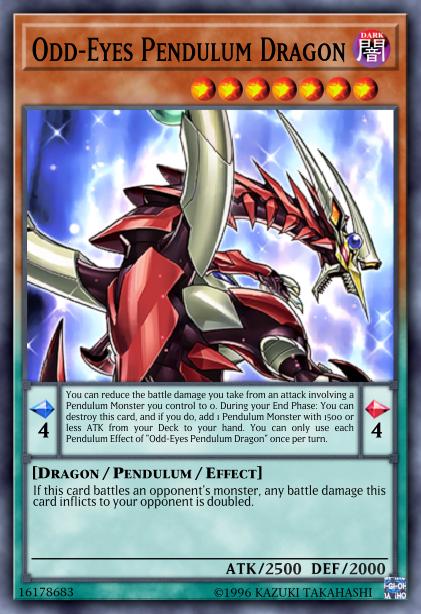 ODD-EYES PENDULUM DRAGON
DARK
闇
You can reduce the battle damage you take from an attack involving a
Pendulum Monster you control to 0. During your End Phase: You can
destroy this card, and if you do, add 1 Pendulum Monster with 1500 or
less ATK from your Deck to your hand. You can only use each
Pendulum Effect of "Odd-Eyes Pendulum Dragon" once per turn.
4
4
[DRAGON / PENDULUM / EFFECT]
If this card battles an opponent's monster, any battle damage this
card inflicts to your opponent is doubled.
ATK/2500 DEF/2000
16178683
©1996 KAZUKI TAKAHASHI